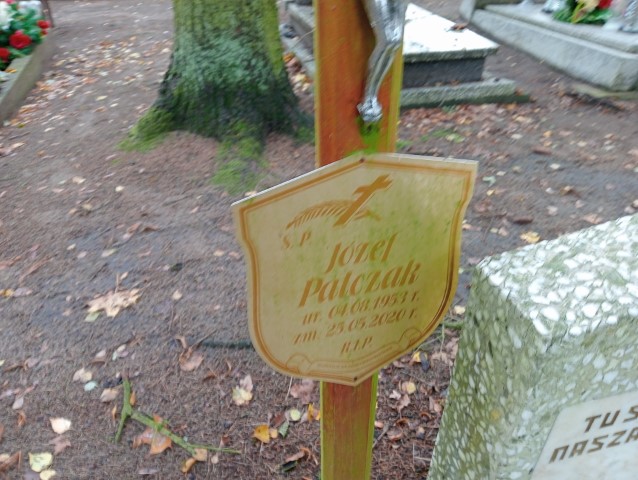 Ś. P.
Józef
Patczak
ur. 04.08.1953 r.
zm. 25.05.2020 r.
R.I.P.
TU S
NASZA